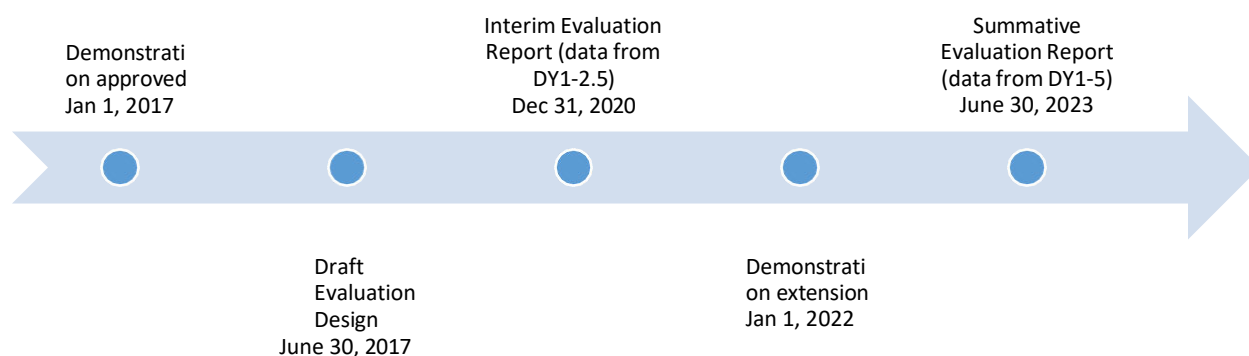 Demonstrati
on approved
Jan 1, 2017
Draft
Evaluation
Design
June 30, 2017
Interim Evaluation
Report (data from
DY1-2.5)
Dec 31, 2020
Demonstrati
on extension
Jan 1, 2022
Summative
Evaluation Report
(data from DY1-5)
June 30, 2023